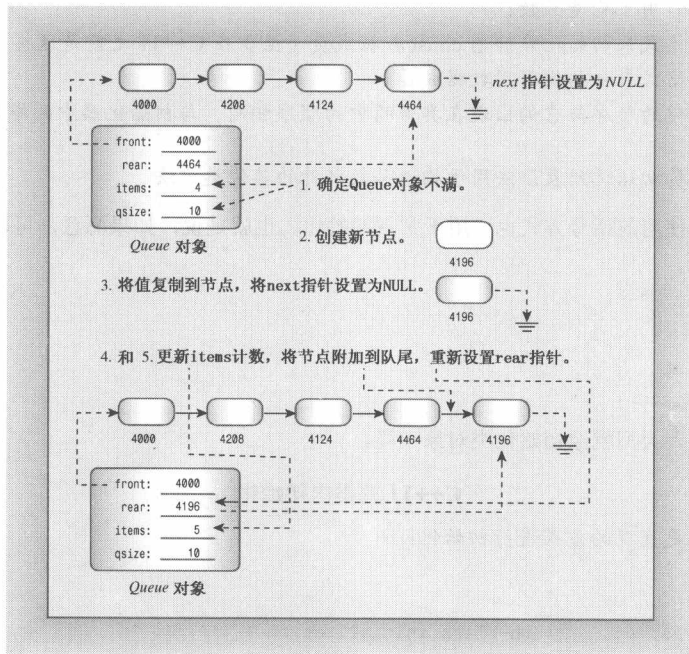 next 指针设置为NULL
4000 4208 4124 4464
front: 4000
rear: 4464
items: 4
qsize: 10
Queue 对象
1. 确定Queue对象不满。
2. 创建新节点。
4196
3. 将值复制到节点，将next指针设置为NULL。
4196
4. 和 5. 更新items计数，将节点附加到队尾，重新设置rear指针。
4000 4208 4124 4464 4196
front: 4000
rear: 4196
items: 5
qsize: 10
Queue 对象